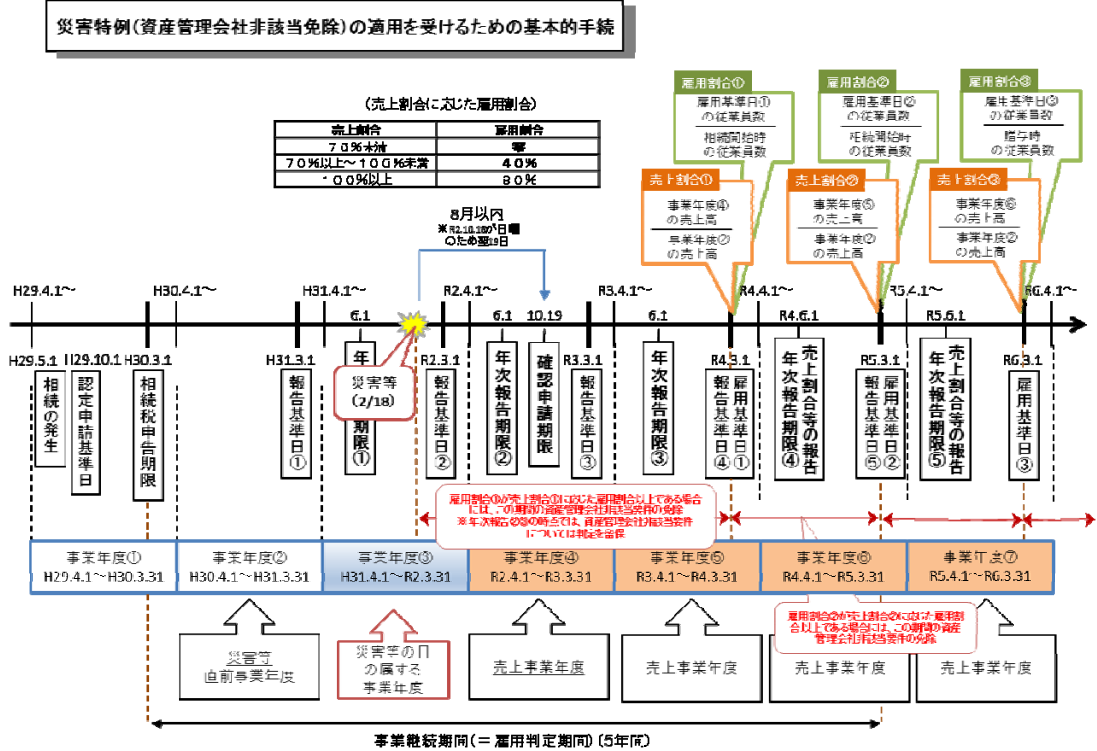 災害特例(資産管理会社非該当免除)の適用を受けるための基本的手続
(売上割合に応じた雇用割合)
売上割合 雇用割合
70%未満 零
70%以上～100%未満 40%
100%以上 80%
雇用割合①
雇用基準日①
の従業員数
相続開始時
の従業員数
雇用割合②
雇用基準日②
の従業員数
相続開始時
の従業員数
雇用割合③
雇用基準日③
の従業員数
贈与時
の従業員数
売上割合①
事業年度④
の売上高
事業年度②
の売上高
売上割合②
事業年度⑤
の売上高
事業年度②
の売上高
売上割合③
事業年度⑥
の売上高
事業年度②
の売上高
8月以内
※R2.10.18が日曜
のため翌19日
H29.4.1～ H30.4.1～ H31.4.1～ R2.4.1～ R3.4.1～ R4.4.1～ R5.4.1～ R6.4.1～
6.1 6.1 10.19 6.1 R4.6.1 R5.6.1
H29.5.1 H29.10.1 H30.3.1 H31.3.1 R2.3.1 R3.3.1 R4.3.1 R5.3.1 R6.3.1
相続の発生
認定申請基準日
相続税申告期限
報告基準日①
年次報告期限①
災害等
(2/18)
報告基準日②
年次報告期限②
確認申請期限
報告基準日③
年次報告期限③
雇用基準日①
報告基準日④
売上割合等の報告
年次報告期限④
雇用基準日②
報告基準日⑤
売上割合等の報告
年次報告期限⑤
雇用基準日③
雇用割合①が売上割合①に応じた雇用割合以上である場合
には、この期間の資産管理会社非該当要件の免除
※年次報告②③の時点では、資産管理会社非該当要件
については判定を留保
事業年度① 事業年度② 事業年度③ 事業年度④ 事業年度⑤ 事業年度⑥ 事業年度⑦
H29.4.1～H30.3.31 H30.4.1～H31.3.31 H31.4.1～R2.3.31 R2.4.1～R3.3.31 R3.4.1～R4.3.31 R4.4.1～R5.3.31 R5.4.1～R6.3.31
雇用割合②が売上割合②に応じた雇用割
合以上である場合には、この期間の資産
管理会社非該当要件の免除
災害等
直前事業年度
災害等の日
の属する
事業年度
売上事業年度
売上事業年度
売上事業年度
売上事業年度
事業継続期間(＝雇用判定期間)(5年間)